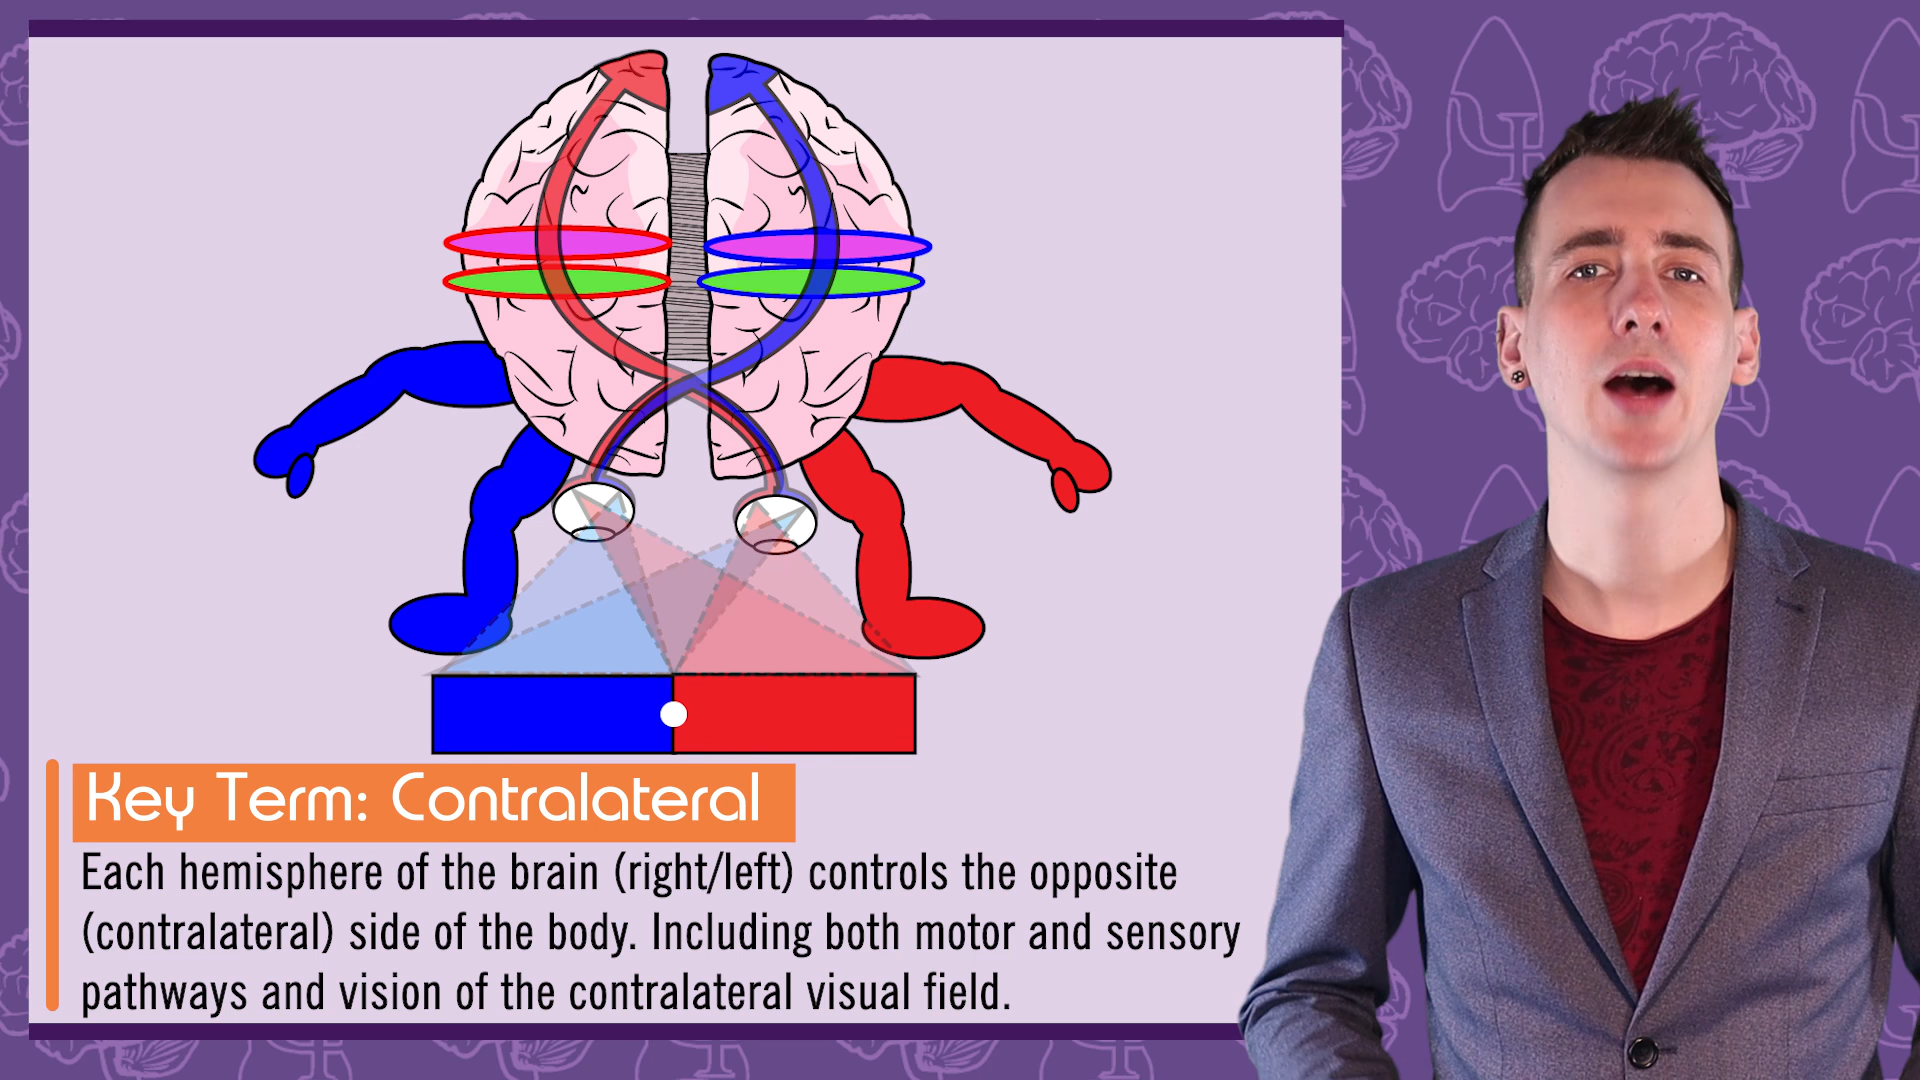 Key Term: Contralateral
Each hemisphere of the brain (right/left) controls the opposite
(contralateral) side of the body. Including both motor and sensory
pathways and vision of the contralateral visual field.